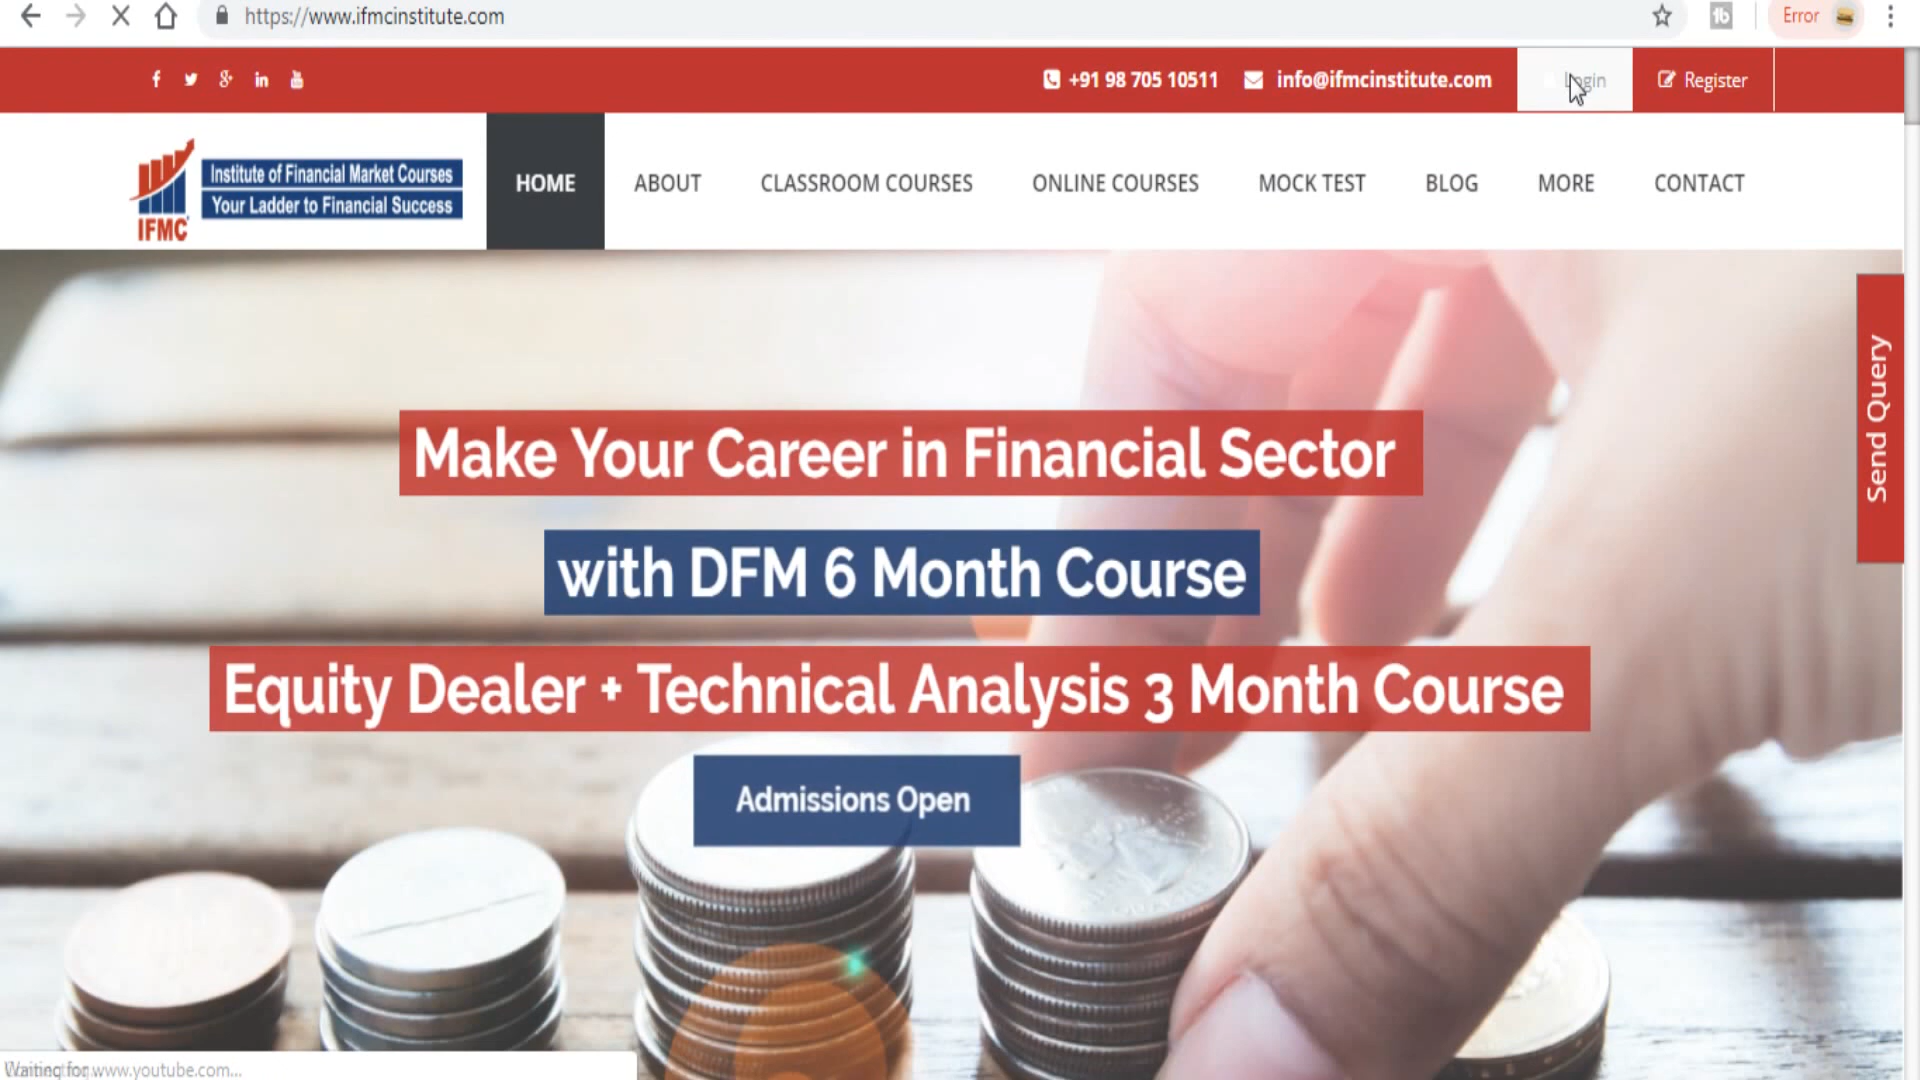 https://www.ifmcinstitute.com
Error
+91 98 705 10511
info@ifmcinstitute.com
Login
Register
IFMC
Institute of Financial Market Courses
Your Ladder to Financial Success
HOME
ABOUT
CLASSROOM COURSES
ONLINE COURSES
MOCK TEST
BLOG
MORE
CONTACT
Send Query
Make Your Career in Financial Sector
with DFM 6 Month Course
Equity Dealer + Technical Analysis 3 Month Course
Admissions Open
Waiting for www.youtube.com...